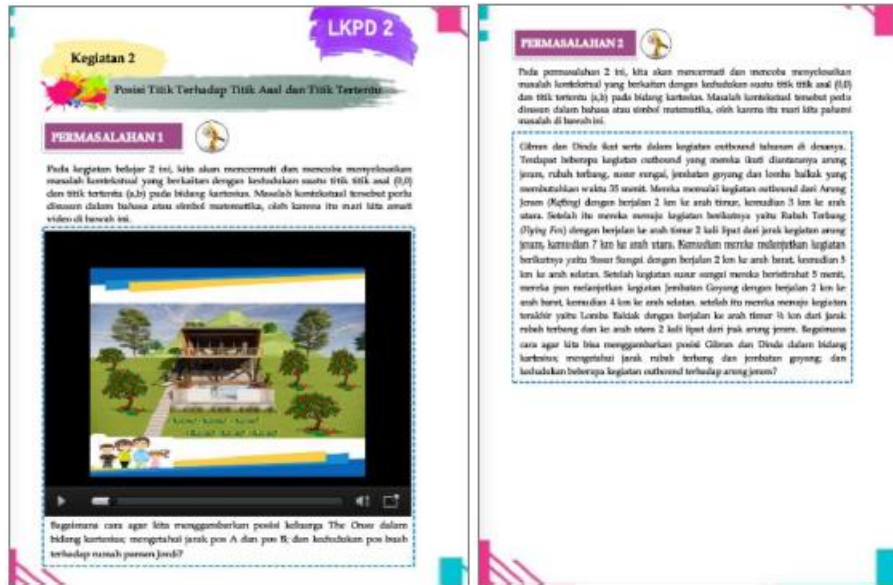 LKPD 2
Kegiatan 2
Posisi Titik Terhadap Titik Asal dan Titik Tertentu
PERMASALAHAN 1
Pada kegiatan belajar 2 ini, kita akan mencermati dan mencoba menyelesaikan
masalah kontekstual yang berkaitan dengan kedudukan suatu titik titik asal (0,0)
dan titik tertentu (a,b) pada bidang kartesius. Masalah kontekstual tersebut perlu
disusun dalam bahasa atau simbol matematika, oleh karena itu mari kita amati
video di bawah ini.
Bagaimana cara agar kita menggambarkan posisi keluarga The Onsu dalam
bidang kartesius; mengetahui jarak pos A dan pos B; dan kedudukan pos buah
terhadap rumah paman Jordi?
PERMASALAHAN 2
Pada permasalahan 2 ini, kita akan mencermati dan mencoba menyelesaikan
masalah kontekstual yang berkaitan dengan kedudukan suatu titik titik asal (0,0)
dan titik tertentu (a,b) pada bidang kartesius. Masalah kontekstual tersebut perlu
disusun dalam bahasa atau simbol matematika, oleh karena itu mari kita pahami
masalah di bawah ini.
Gibran dan Dinda ikut serta dalam kegiatan outbound tahunan di desanya.
Terdapat beberapa kegiatan outbound yang mereka ikuti diantaranya arung
jeram, rubah terbang, susur sungai, jembatan goyang dan lomba balkak yang
membutuhkan waktu 35 menit. Mereka memulai kegiatan outbound dari Arung
Jeram (Rafting) dengan berjalan 2 km ke arah timur, kemudian 3 km ke arah
utara. Setelah itu mereka menuju kegiatan berikutnya yaitu Rubah Terbang
(Flying Fox) dengan berjalan ke arah timur 2 kali lipat dari jarak kegiatan arung
jeram, kemudian 7 km ke arah utara. Kemudian mereka melanjutkan kegiatan
berikutnya yaitu Susur Sungai dengan berjalan 2 km ke arah barat, kemudian 5
km ke arah selatan. Setelah kegiatan susur sungai mereka beristirahat 5 menit,
mereka pun melanjutkan kegiatan Jembatan Goyang dengan berjalan 2 km ke
arah barat, kemudian 4 km ke arah selatan. setelah itu mereka menuju kegiatan
terakhir yaitu Lomba Bakiak dengan berjalan ke arah timur ½ km dari jarak
rubah terbang dan ke arah utara 2 kali lipat dari jrak arung jeram. Bagaimana
cara agar kita bisa menggambarkan posisi Gibran dan Dinda dalam bidang
kartesius; mengetahui jarak rubah terbang dan jembatan goyang; dan
kedudukan beberapa kegiatan outbound terhadap arung jeram?